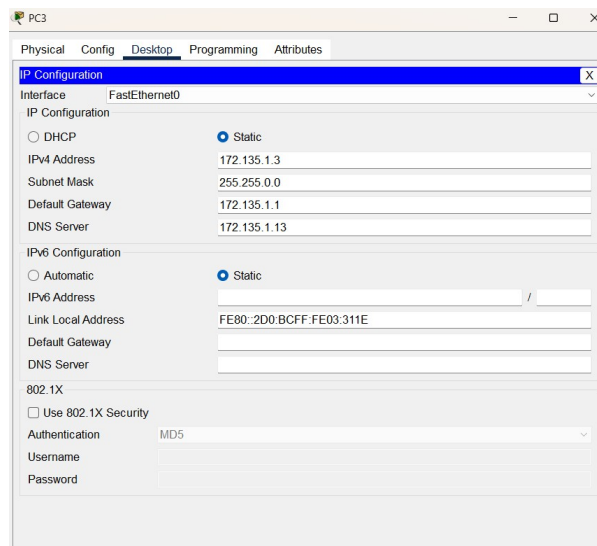 PC3
Physical Config Desktop Programming Attributes
IP Configuration X
Interface FastEthernet0
IP Configuration
DHCP Static
IPv4 Address 172.135.1.3
Subnet Mask 255.255.0.0
Default Gateway 172.135.1.1
DNS Server 172.135.1.13
IPv6 Configuration
Automatic Static
IPv6 Address /
Link Local Address FE80::2D0:BCFF:FE03:311E
Default Gateway
DNS Server
802.1X
Use 802.1X Security
Authentication MD5
Username
Password